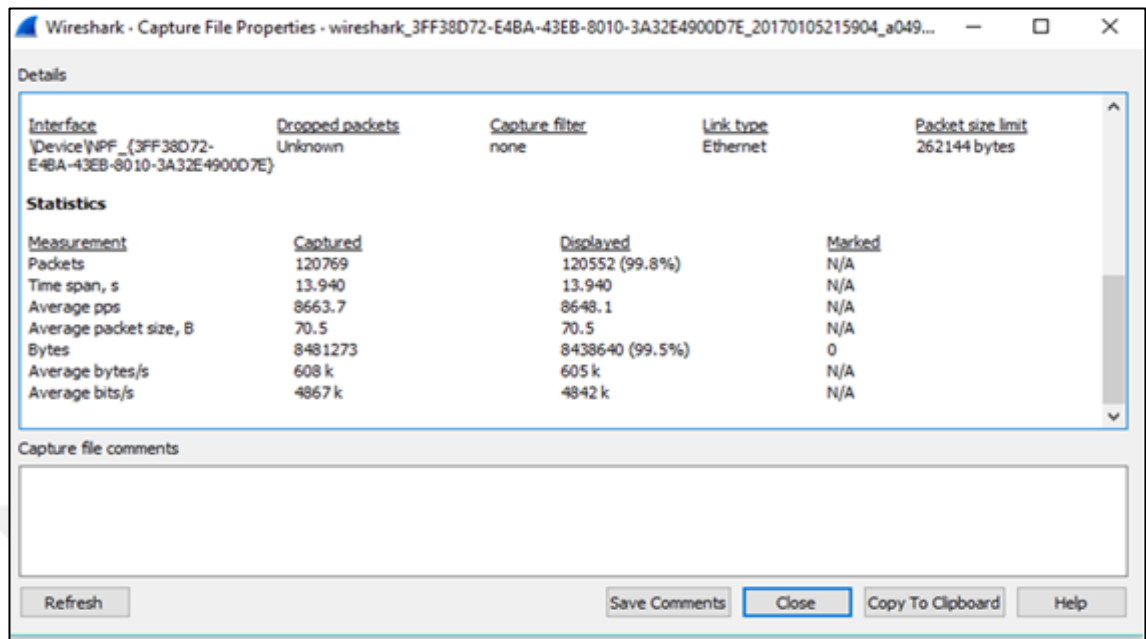 Wireshark · Capture File Properties · wireshark_3FF38D72-E4BA-43EB-8010-3A32E4900D7E_20170105215904_a049...
Details
Interface Dropped packets Capture filter Link type Packet size limit
\Device\NPF_{3FF38D72- Unknown none Ethernet 262144 bytes
E4BA-43EB-8010-3A32E4900D7E}
Statistics
Measurement Captured Displayed Marked
Packets 120769 120552 (99.8%) N/A
Time span, s 13.940 13.940 N/A
Average pps 8663.7 8648.1 N/A
Average packet size, B 70.5 70.5 N/A
Bytes 8481273 8438640 (99.5%) 0
Average bytes/s 608 k 605 k N/A
Average bits/s 4867 k 4842 k N/A
Capture file comments
Refresh Save Comments Close Copy To Clipboard Help